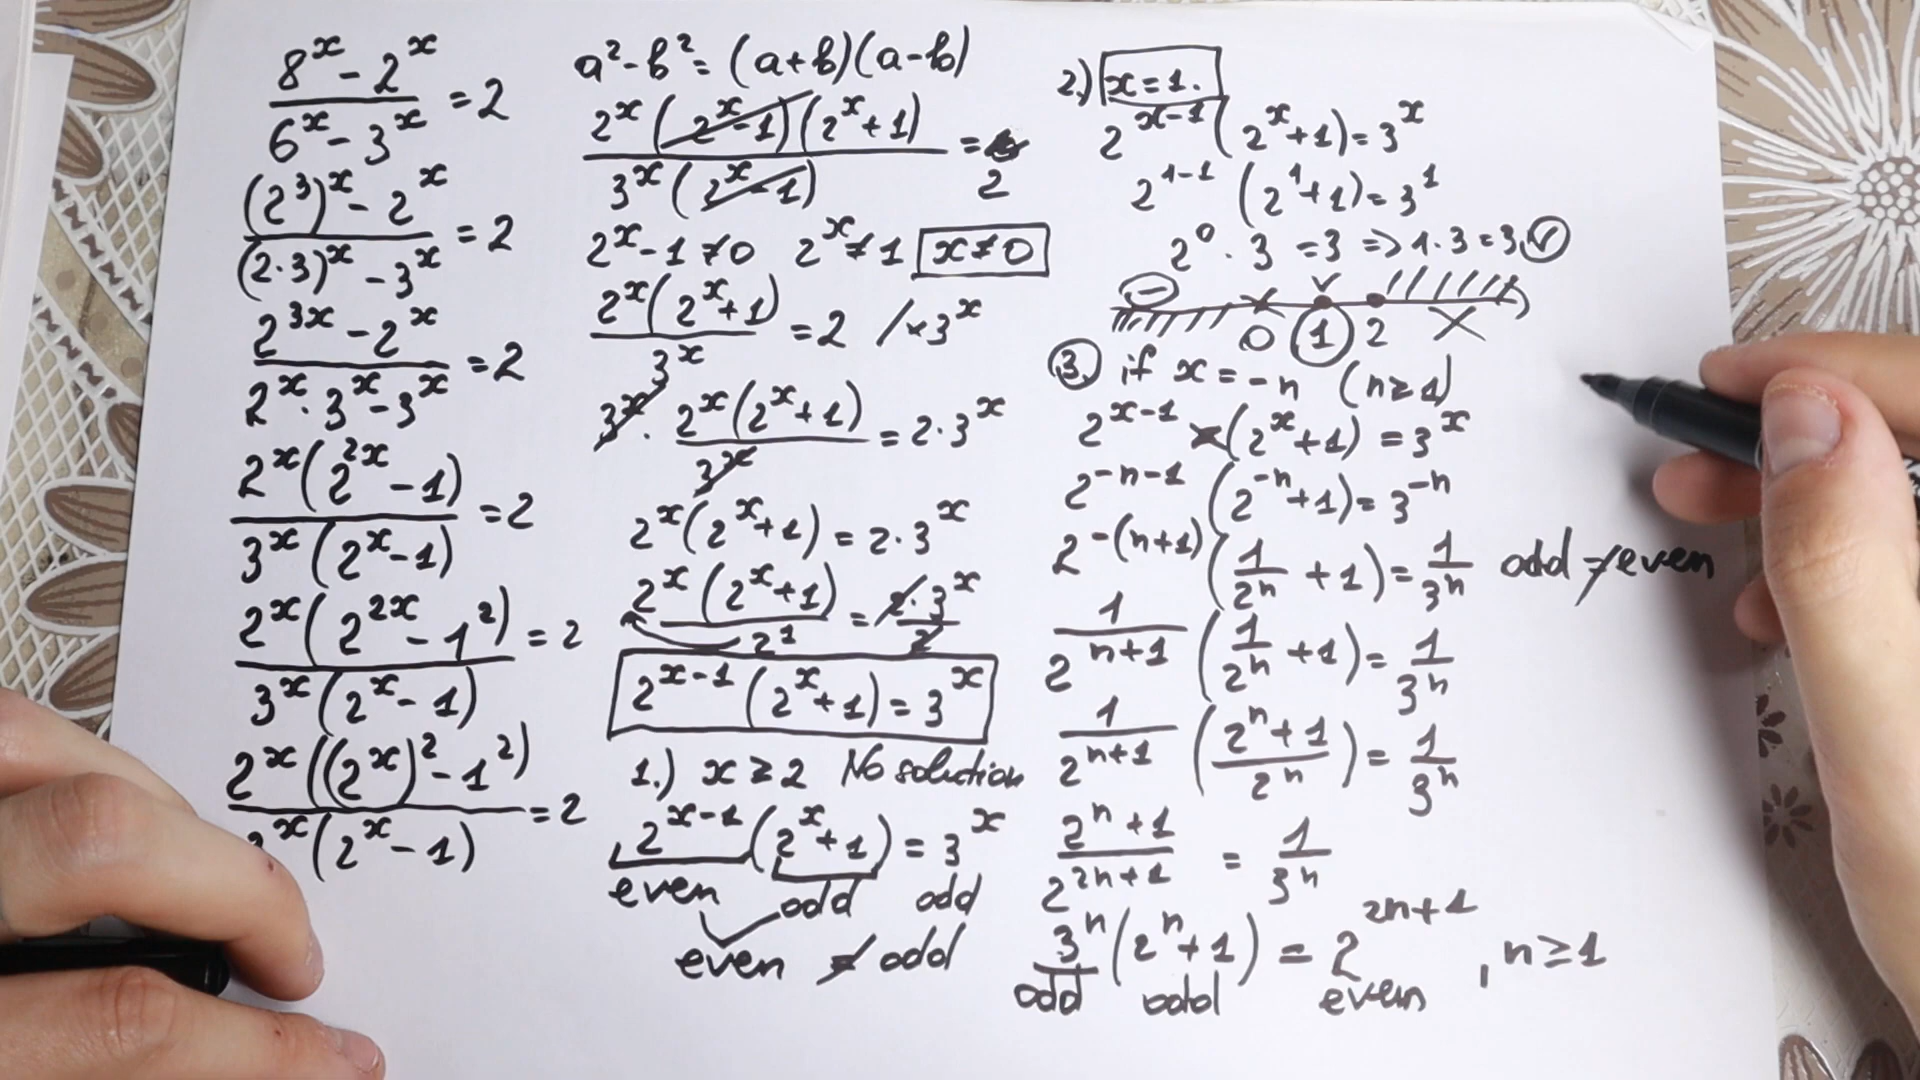 8^x - 2^x / 6^x - 3^x = 2
(2^3)^x - 2^x / (2·3)^x - 3^x = 2
2^3x - 2^x / 2^x · 3^x - 3^x = 2
2^x (2^2x - 1) / 3^x (2^x - 1) = 2
2^x (2^2x - 1^2) / 3^x (2^x - 1) = 2
2^x ((2^x)^2 - 1^2) / 3^x (2^x - 1) = 2
a^2 - b^2 = (a+b)(a-b)
2^x (2^x - 1)(2^x + 1) / 3^x (2^x - 1) = 2
2^x - 1 ≠ 0 2^x ≠ 1 x ≠ 0
2^x (2^x + 1) / 3^x = 2 / × 3^x
3^x · 2^x (2^x + 1) / 3^x = 2 · 3^x
2^x (2^x + 1) = 2 · 3^x
2^x (2^x + 1) / 2^1 = 2 · 3^x / 2
2^x-1 (2^x + 1) = 3^x
1.) x ≥ 2 No solution
2^x-1 (2^x + 1) = 3^x
even odd odd
even ≠ odd
2.) x = 1.
2^x-1 (2^x + 1) = 3^x
2^1-1 (2^1 + 1) = 3^1
2^0 · 3 = 3 => 1 · 3 = 3 ✓
0 1 2
3. if x = -n (n ≥ 1)
2^x-1 (2^x + 1) = 3^x
2^-n-1 (2^-n + 1) = 3^-n
2^-(n+1) (1/2^n + 1) = 1/3^n odd ≠ even
1/2^n+1 (1/2^n + 1) = 1/3^n
1/2^n+1 (2^n + 1 / 2^n) = 1/3^n
2^n + 1 / 2^2n+1 = 1/3^n
3^n (2^n + 1) = 2^2n+1 , n ≥ 1
odd odd even